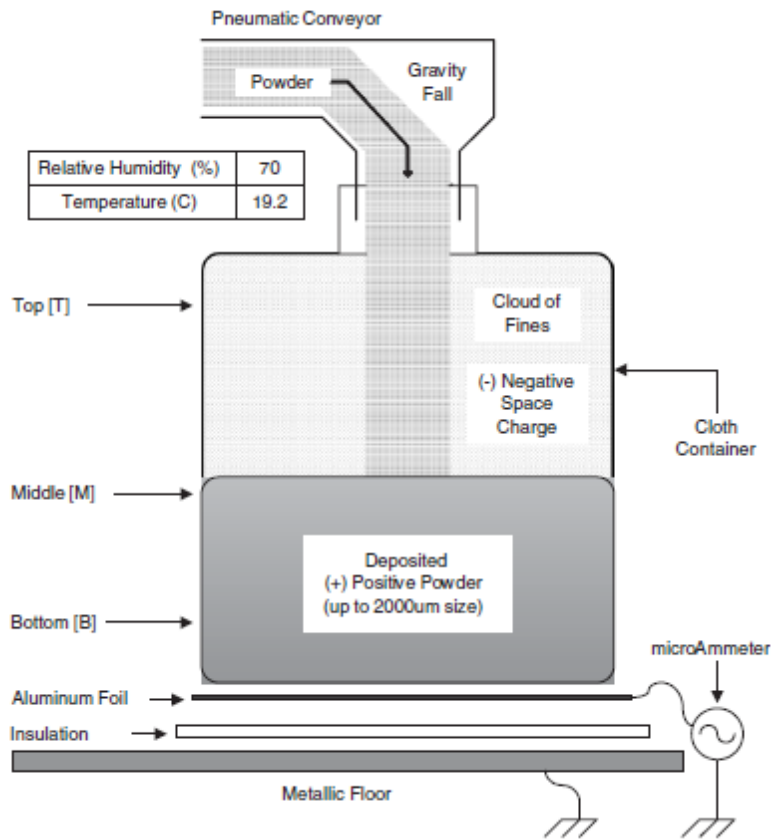 Pneumatic Conveyor
Powder
Gravity
Fall
Relative Humidity (%) 70
Temperature (C) 19.2
Top [T]
Cloud of
Fines
(-) Negative
Space
Charge
Cloth
Container
Middle [M]
Deposited
(+) Positive Powder
(up to 2000um size)
Bottom [B]
microAmmeter
Aluminum Foil
Insulation
Metallic Floor